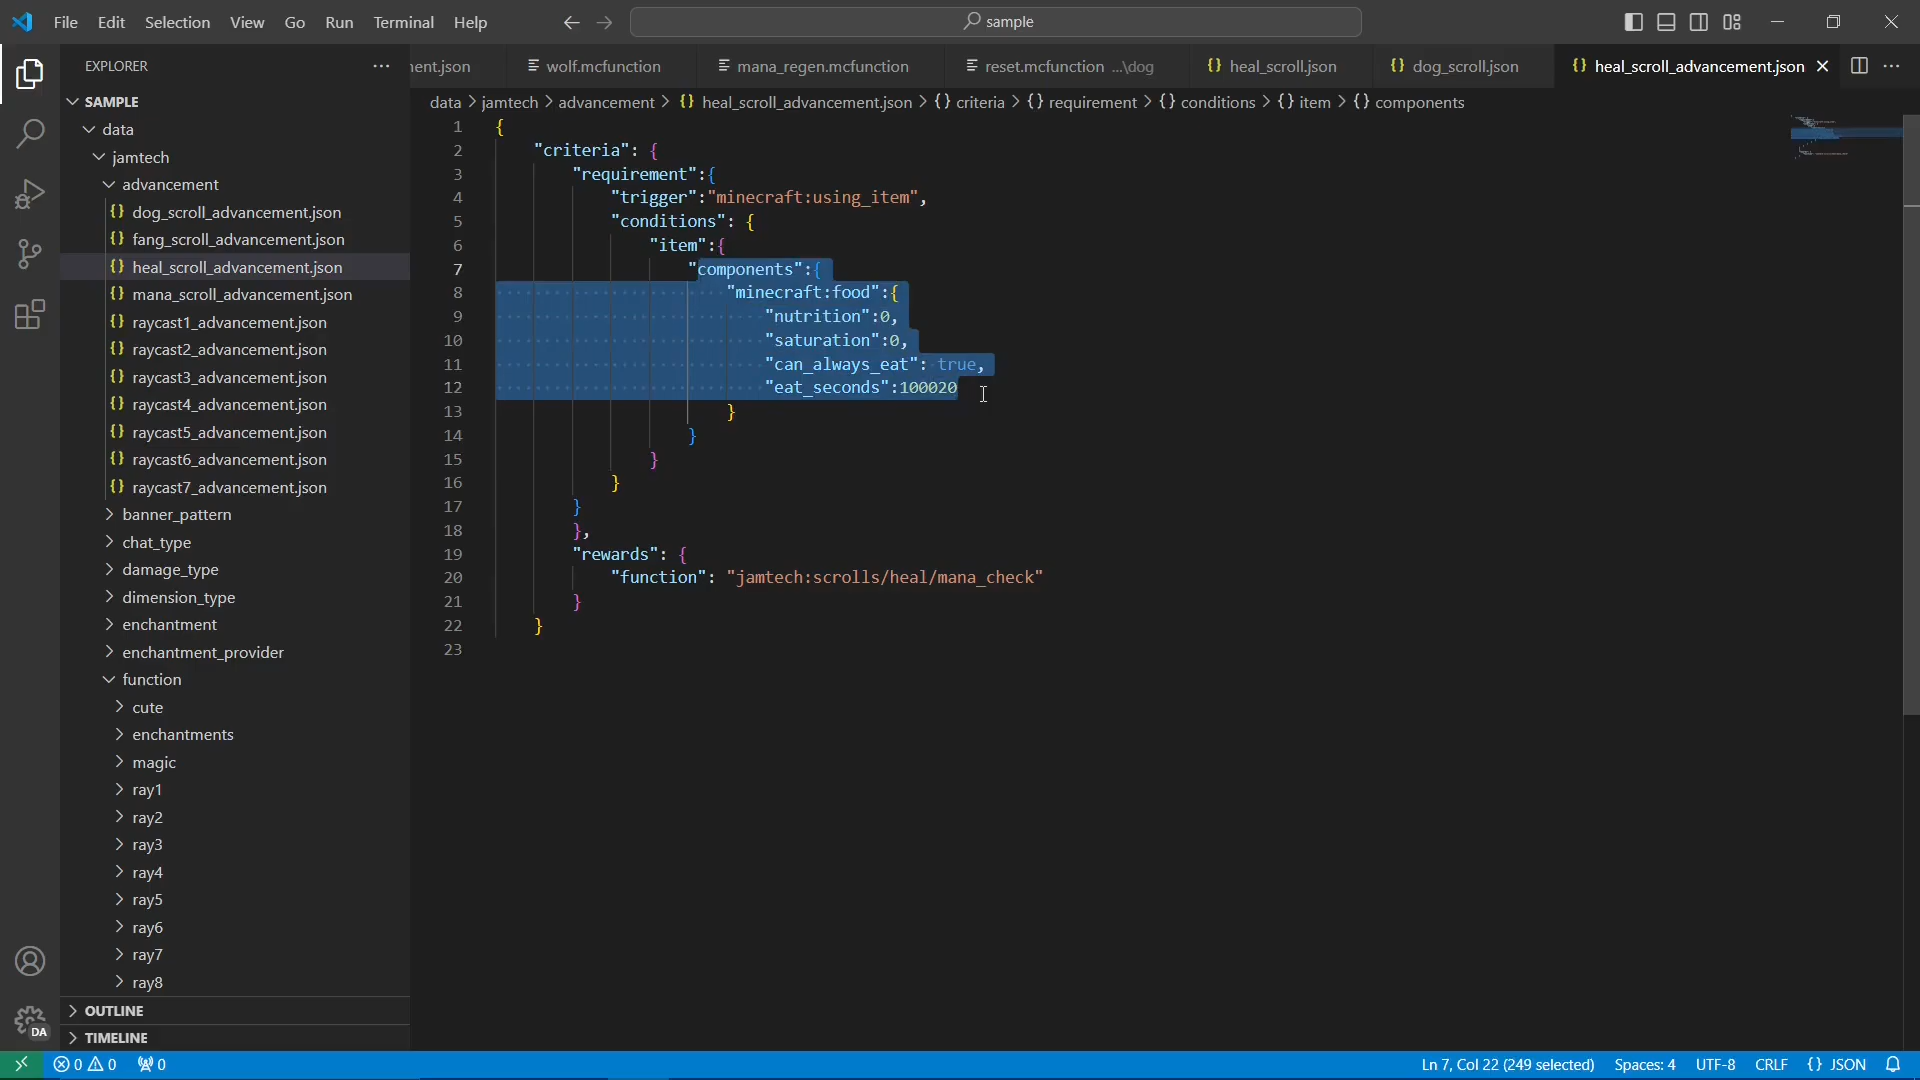 File Edit Selection View Go Run Terminal Help
sample
EXPLORER
SAMPLE
data
jamtech
advancement
dog_scroll_advancement.json
fang_scroll_advancement.json
heal_scroll_advancement.json
mana_scroll_advancement.json
raycast1_advancement.json
raycast2_advancement.json
raycast3_advancement.json
raycast4_advancement.json
raycast5_advancement.json
raycast6_advancement.json
raycast7_advancement.json
banner_pattern
chat_type
damage_type
dimension_type
enchantment
enchantment_provider
function
cute
enchantments
magic
ray1
ray2
ray3
ray4
ray5
ray6
ray7
ray8
OUTLINE
TIMELINE
DA
ent.json wolf.mcfunction mana_regen.mcfunction reset.mcfunction ...\dog heal_scroll.json dog_scroll.json heal_scroll_advancement.json
data > jamtech > advancement > {} heal_scroll_advancement.json > {} criteria > {} requirement > {} conditions > {} item > {} components
1 {
2 "criteria": {
3 "requirement":{
4 "trigger":"minecraft:using_item",
5 "conditions": {
6 "item":{
7 "components":{
8 "minecraft:food":{
9 "nutrition":0,
10 "saturation":0,
11 "can_always_eat": true,
12 "eat_seconds":100020
13 }
14 }
15 }
16 }
17 }
18 },
19 "rewards": {
20 "function": "jamtech:scrolls/heal/mana_check"
21 }
22 }
23
0 0 0 Ln 7, Col 22 (249 selected) Spaces: 4 UTF-8 CRLF {} JSON